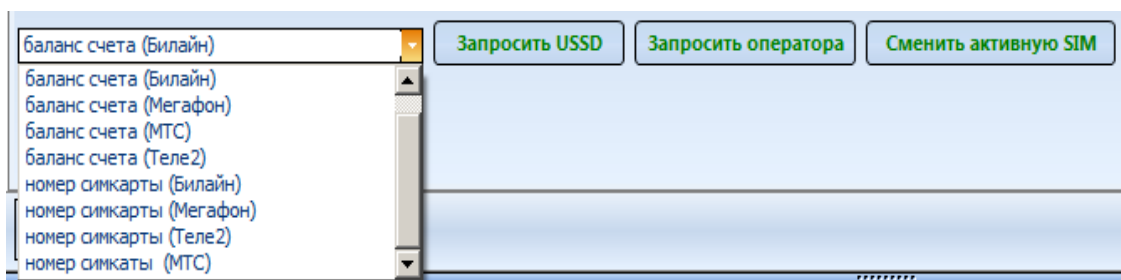 баланс счета (Билайн) Запросить USSD Запросить оператора Сменить активную SIM
баланс счета (Билайн)
баланс счета (Мегафон)
баланс счета (МТС)
баланс счета (Теле2)
номер симкарты (Билайн)
номер симкарты (Мегафон)
номер симкарты (Теле2)
номер симкаты (МТС)